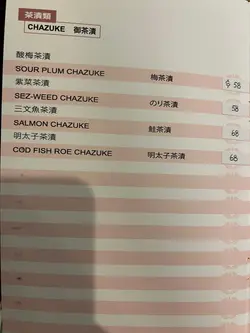 茶漬類
CHAZUKE 御茶漬
酸梅茶漬
SOUR PLUM CHAZUKE 梅茶漬 $ 58
紫菜茶漬
SEZ-WEED CHAZUKE のり茶漬 58
三文魚茶漬
SALMON CHAZUKE 鮭茶漬 68
明太子茶漬
COD FISH ROE CHAZUKE 明太子茶漬 68